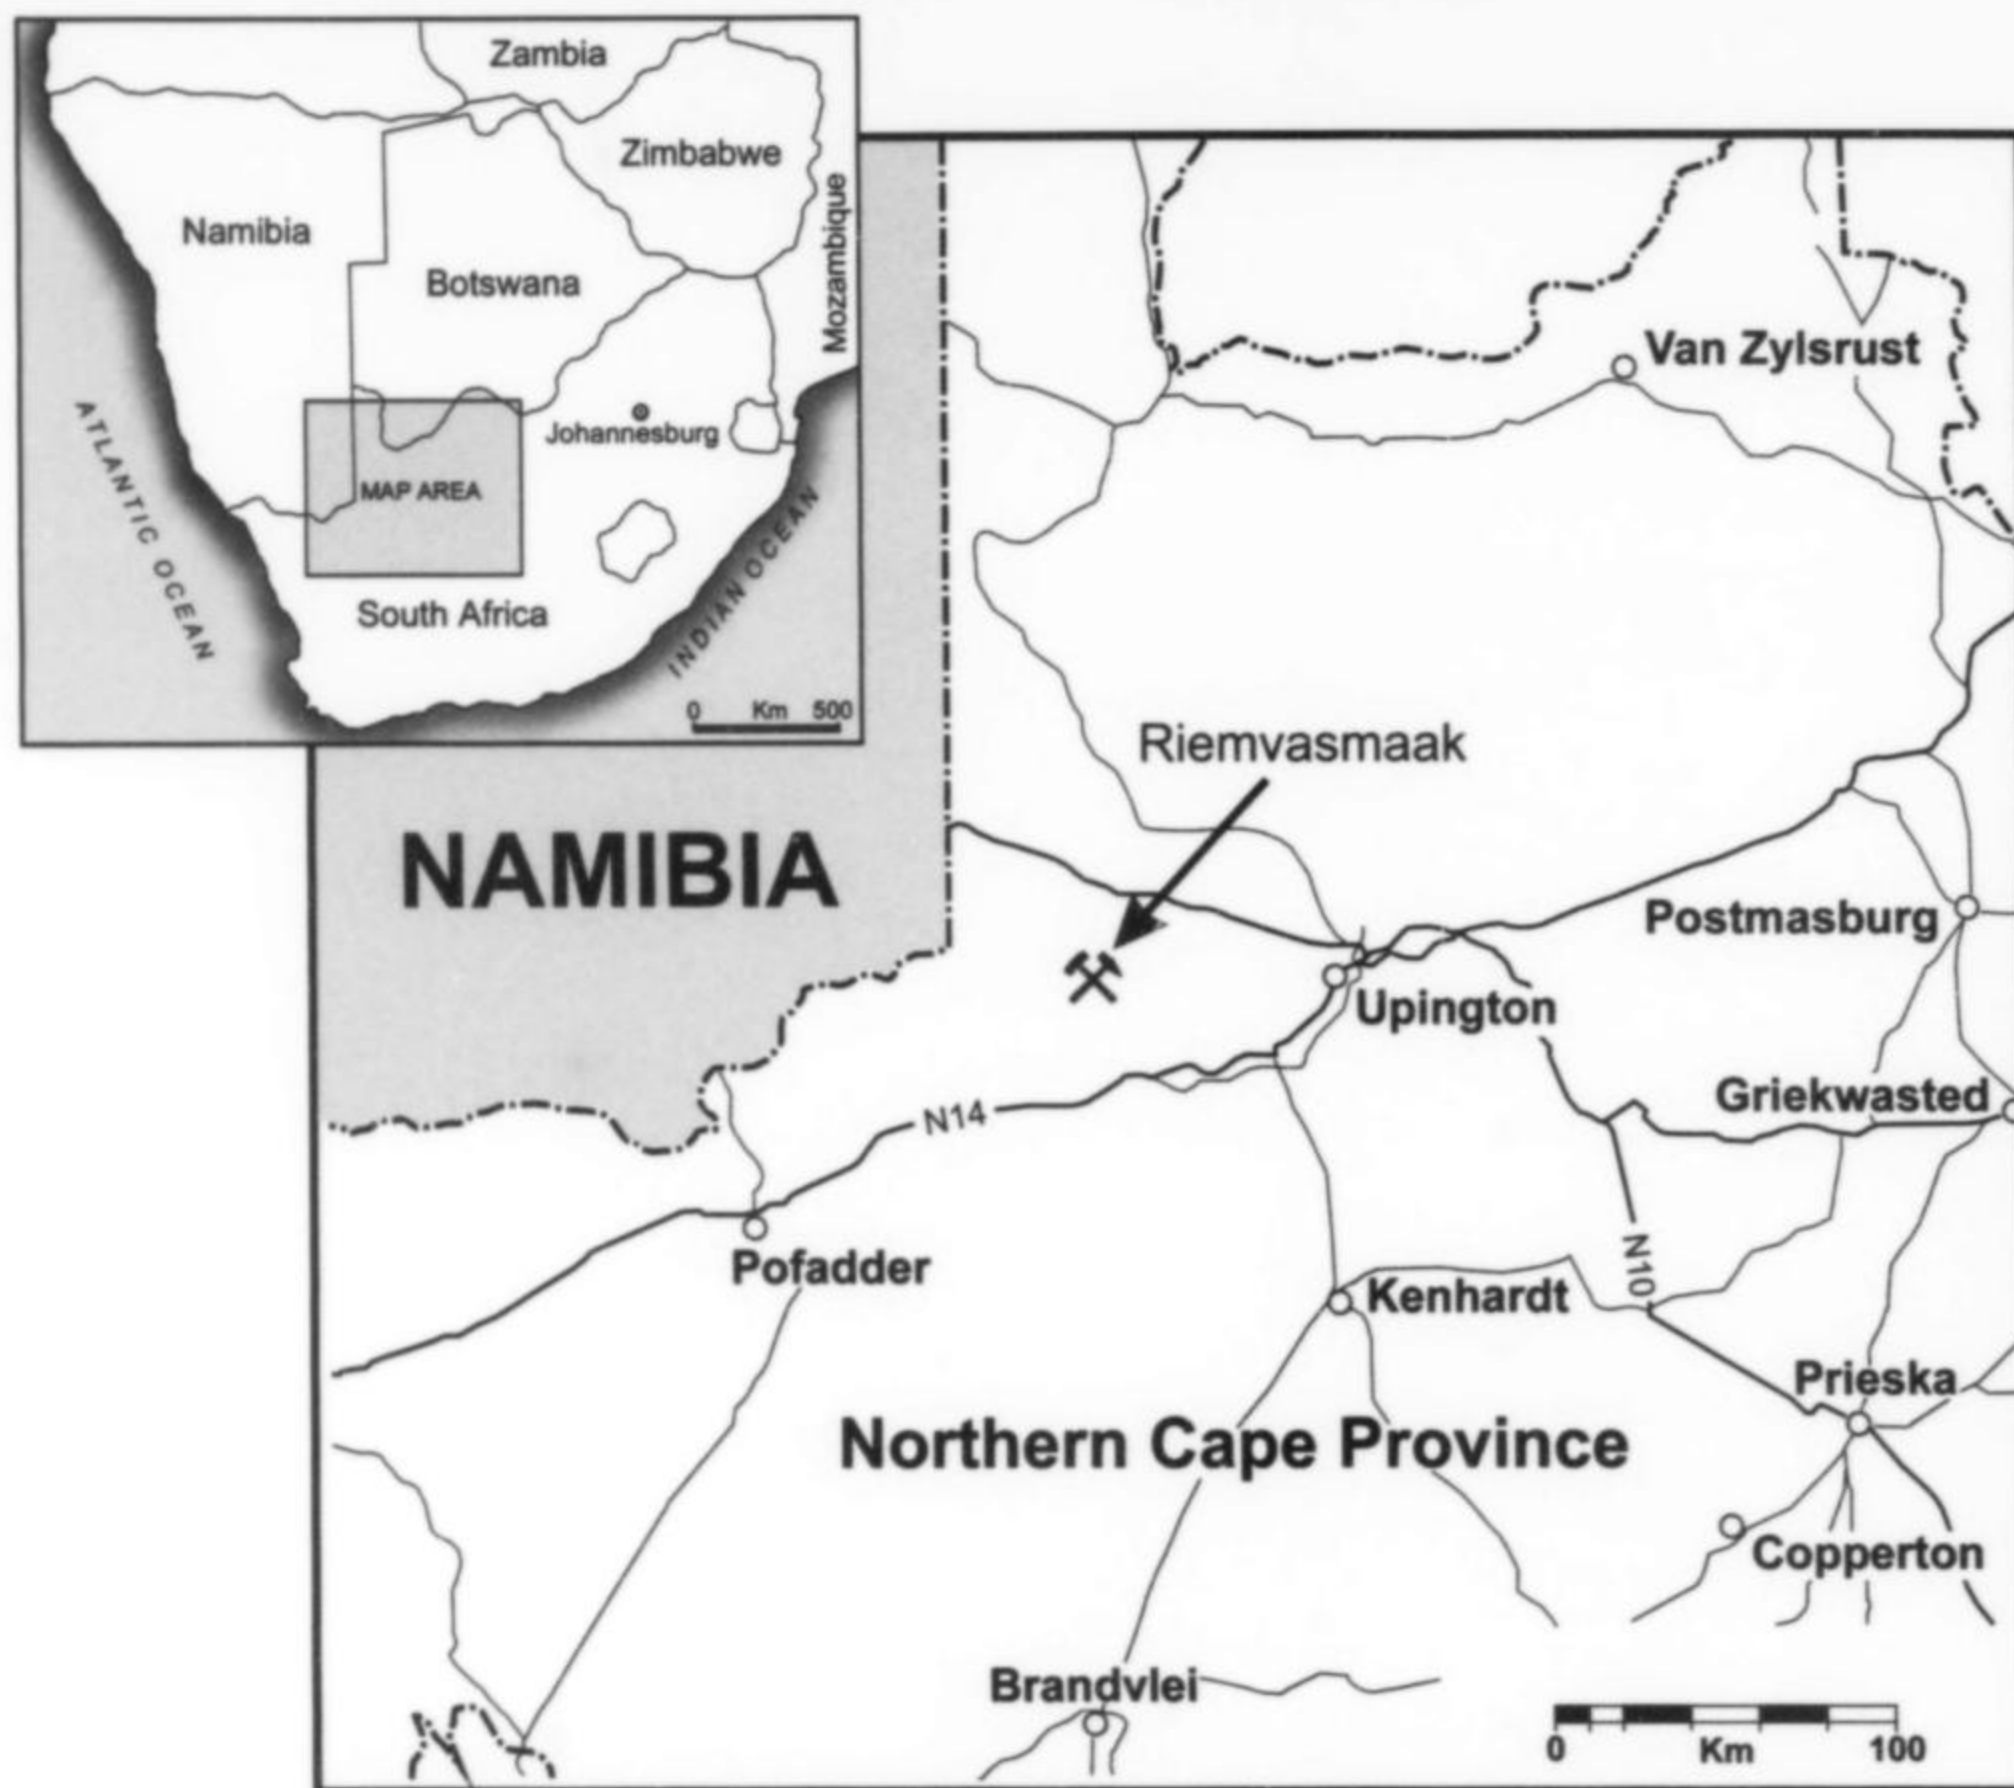 Zambia
Zimbabwe
Namibia
Mozambique
Botswana
Johannesburg
ATLANTIC OCEAN
MAP AREA
INDIAN OCEAN
South Africa
0 Km 500
Van Zylsrust
Riemvasmaak
NAMIBIA
Postmasburg
Upington
Griekwasted
N14
N10
Pofadder
Kenhardt
Prieska
Northern Cape Province
Copperton
Brandvlei
0 Km 100